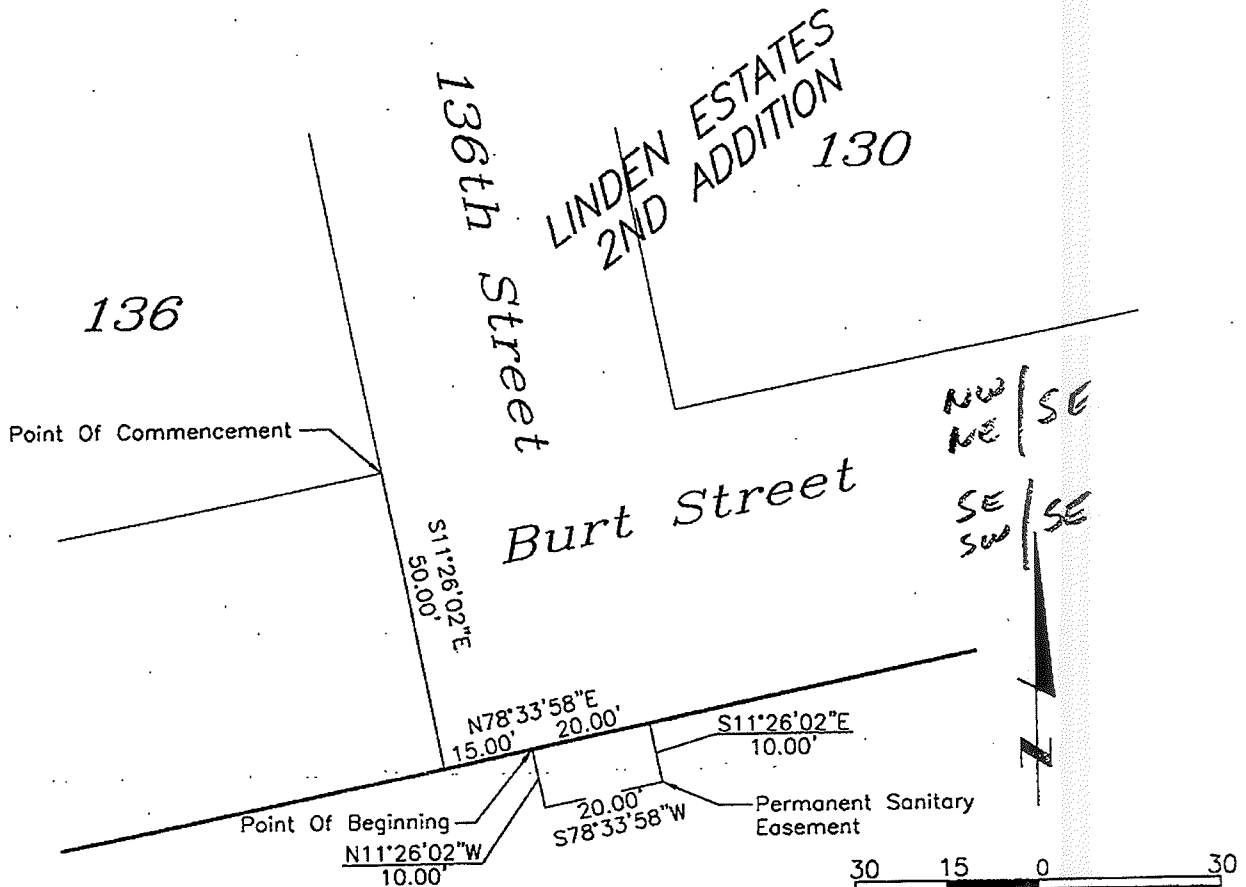 136th Street
LINDEN ESTATES
2ND ADDITION
130
136
Point Of Commencement
NW | SE
NE
SE | SE
SW
Burt Street
S11°26'02"E
50.00'
N78°33'58"E
15.00' 20.00'
S11°26'02"E
10.00'
20.00'
S78°33'58"W
Permanent Sanitary
Easement
Point Of Beginning
N11°26'02"W
10.00'
N
30 15 0 30